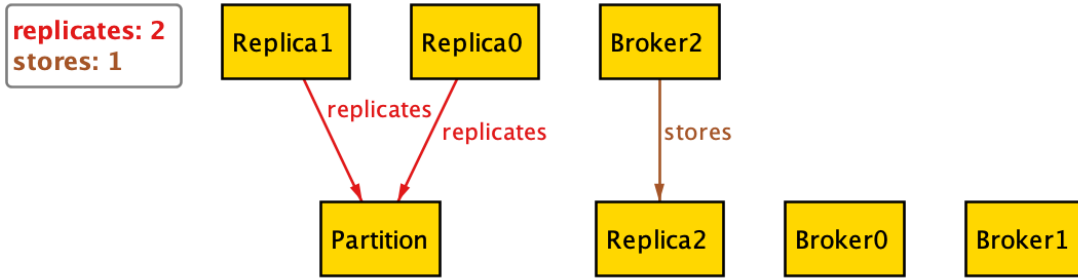 replicates: 2
stores: 1
Replica1
Replica0
Broker2
replicates
replicates
stores
Partition
Replica2
Broker0
Broker1